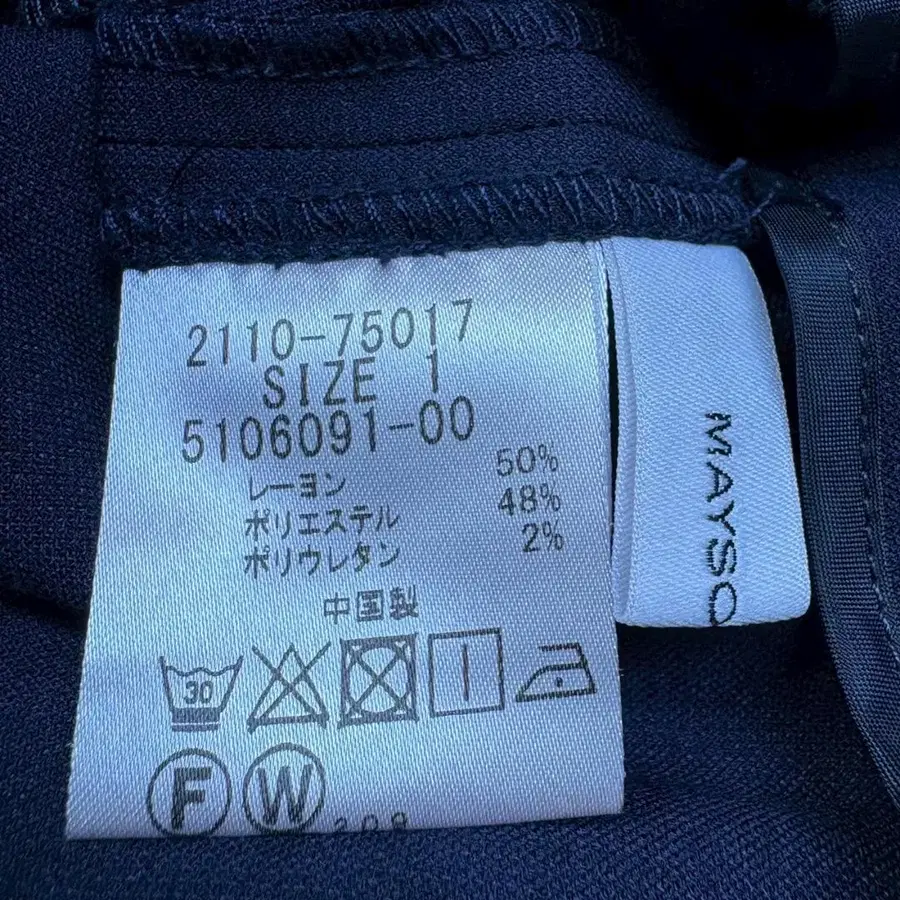 2110-75017
SIZE 1
5106091-00
レーヨン 50%
ポリエステル 48%
ポリウレタン 2%
中国製
30
F W
MAYSO